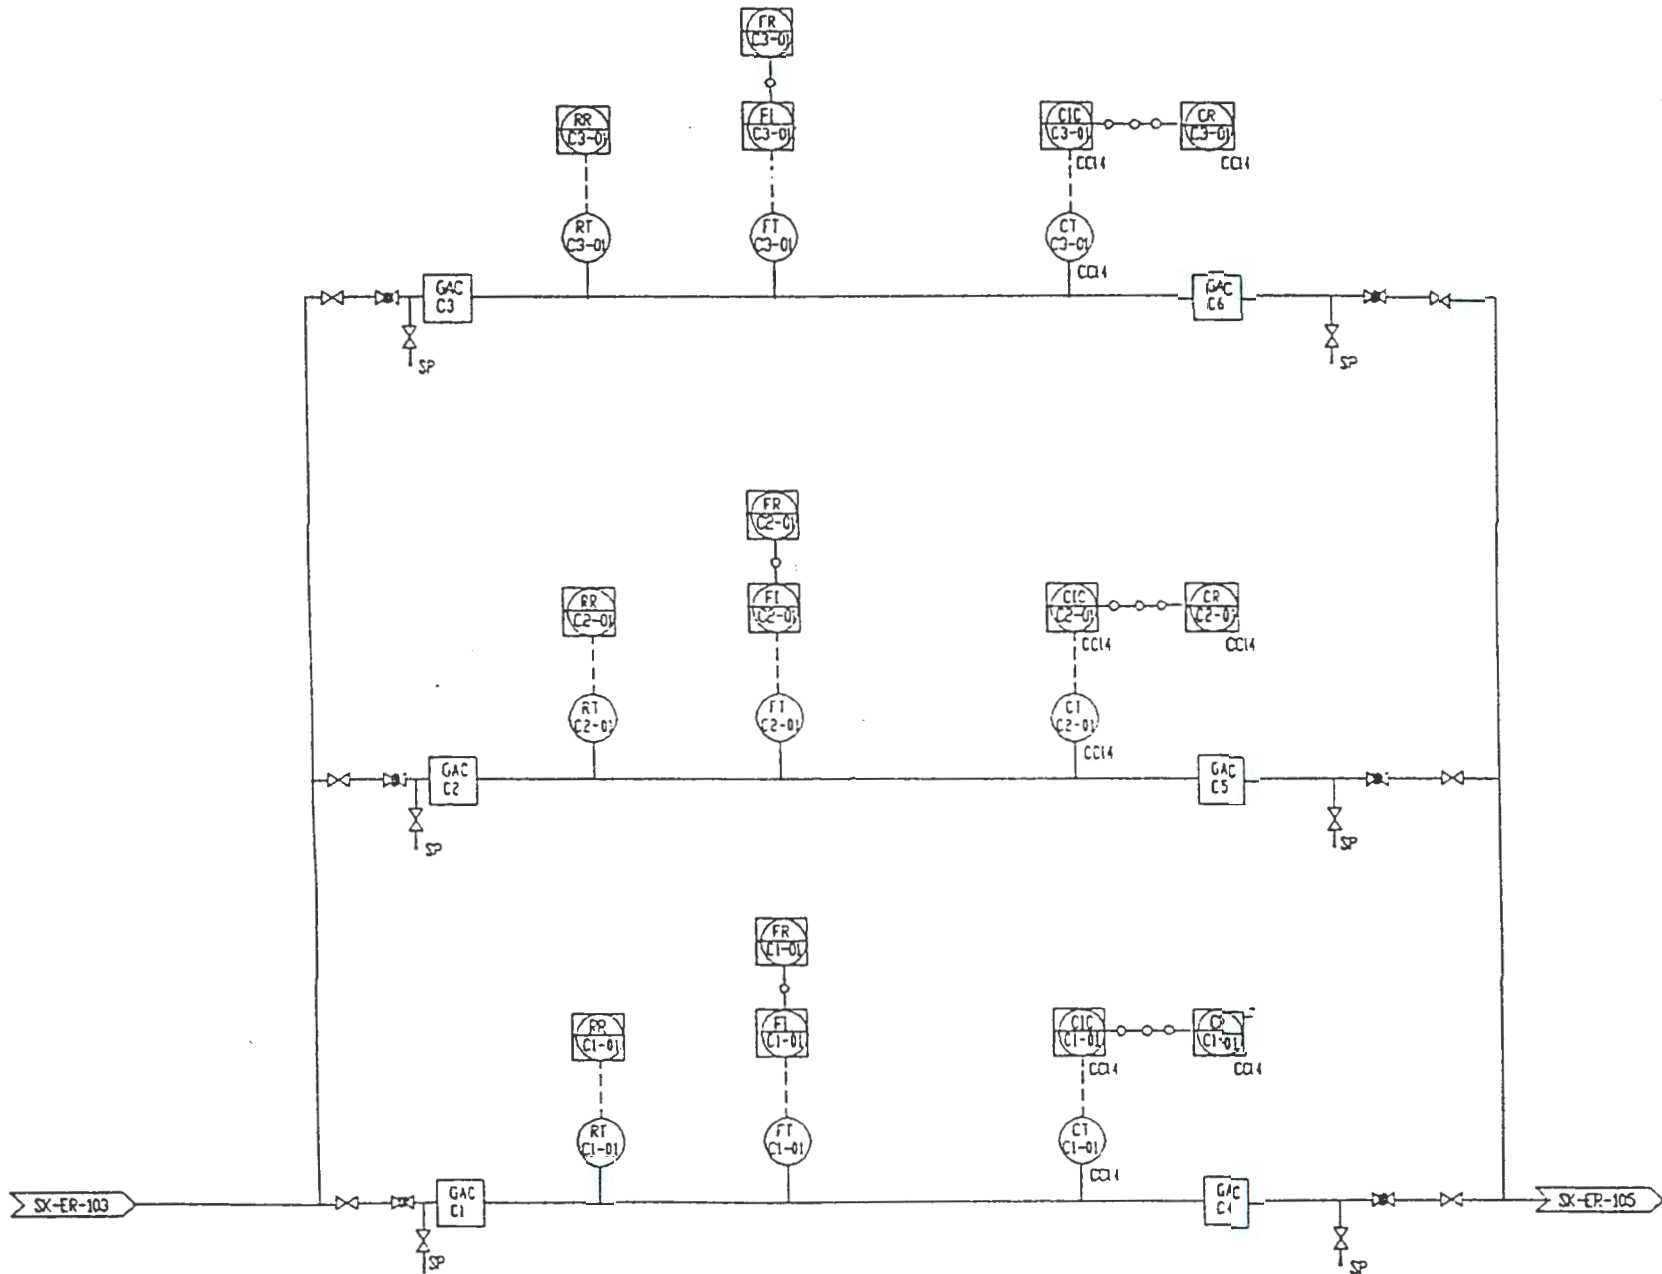 FR
C3-01
RR
C3-01
FI
C3-01
CIC
C3-01
CCl4
CR
C3-01
CCl4
RT
C3-01
FT
C3-01
CT
C3-01
CCl4
GAC
C3
GAC
C6
SP
SP
FR
C2-01
RR
C2-01
FI
C2-01
CIC
C2-01
CCl4
CR
C2-01
CCl4
RT
C2-01
FT
C2-01
CT
C2-01
CCl4
GAC
C2
GAC
C5
SP
SP
FR
C1-01
RR
C1-01
FI
C1-01
CIC
C1-01
CCl4
CR
C1-01
CCl4
RT
C1-01
FT
C1-01
CT
C1-01
CCl4
SX-ER-103
GAC
C1
GAC
C4
SX-ER-105
SP
SP